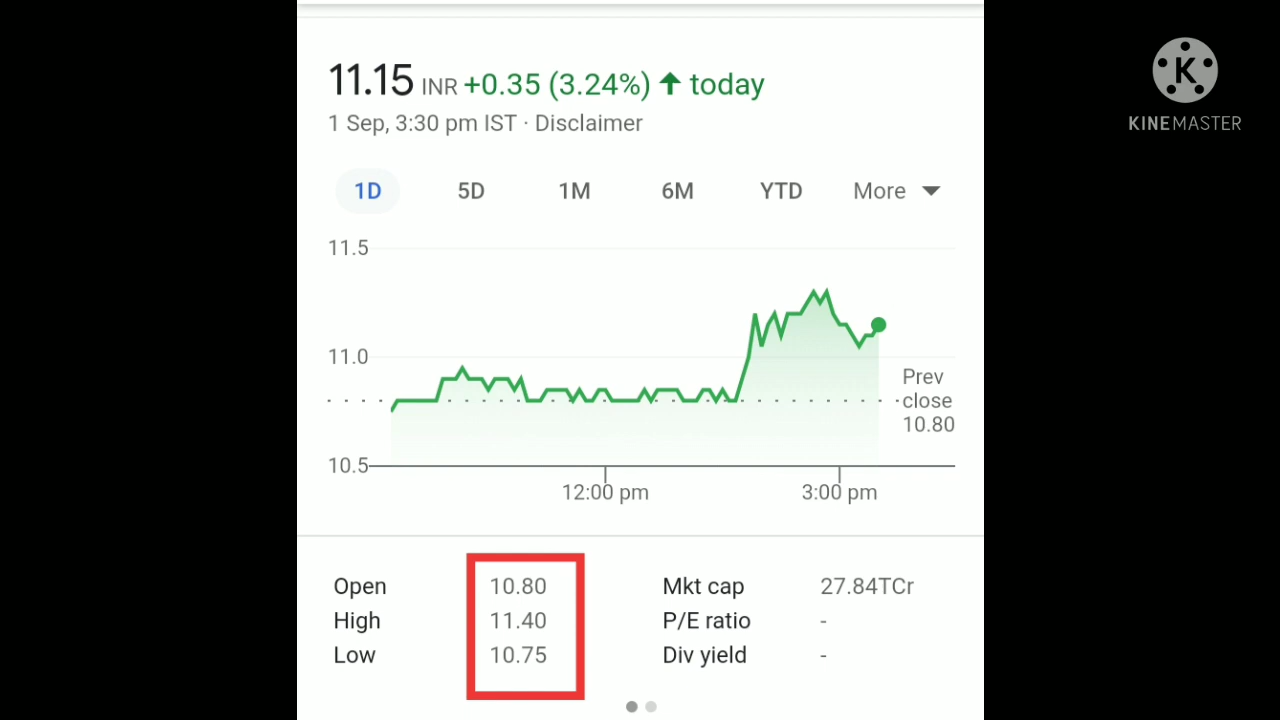 11.15 INR +0.35 (3.24%) ↑ today
1 Sep, 3:30 pm IST · Disclaimer
K
KINEMASTER
1D 5D 1M 6M YTD More
11.5
11.0
10.5
Prev
close
10.80
12:00 pm 3:00 pm
Open 10.80 Mkt cap 27.84TCr
High 11.40 P/E ratio -
Low 10.75 Div yield -